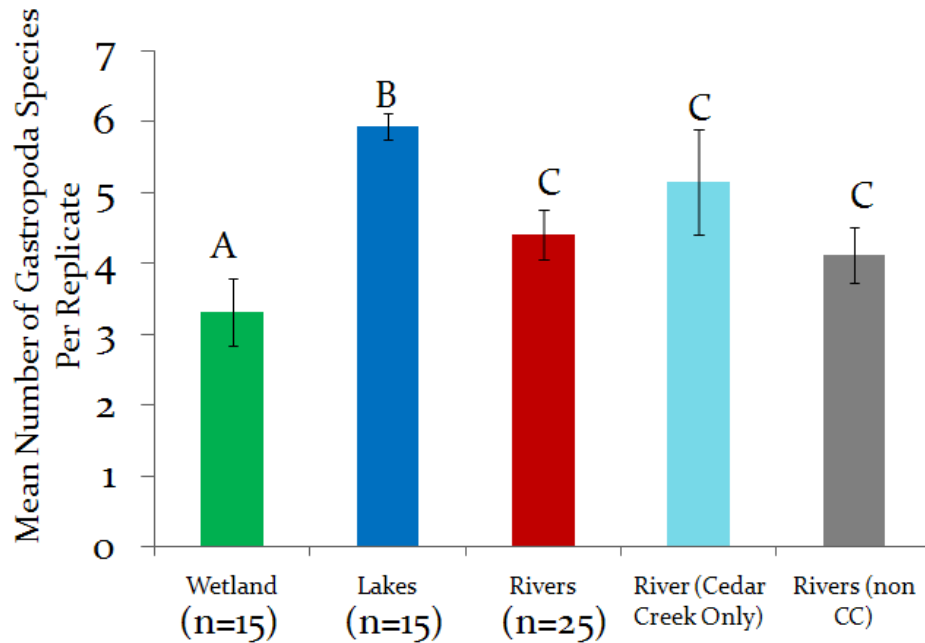 Mean Number of Gastropoda Species
Per Replicate
7
6
5
4
3
2
1
0
A
B
C
C
C
Wetland
(n=15)
Lakes
(n=15)
Rivers
(n=25)
River (Cedar
Creek Only)
Rivers (non
CC)